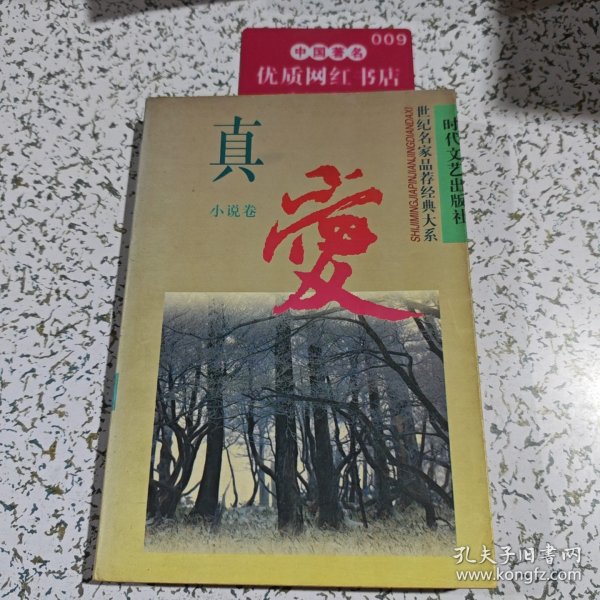 009
中国著名
优质网红书店
真
愛
小说卷
世纪名家品荐经典大系
SHIJIMINGJIAPINJIANJINGDIANDAXI
时代文艺出版社
孔夫子旧书网
www.kongfz.com